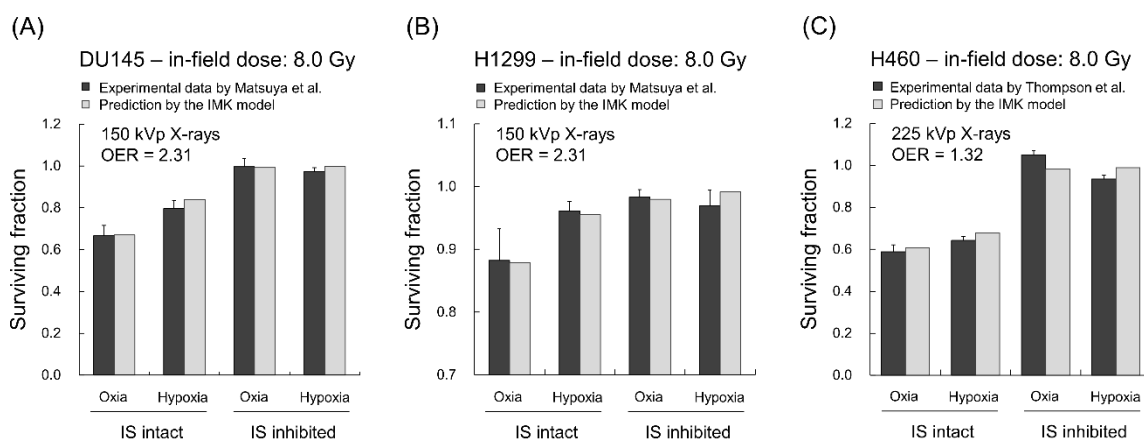 (A)
DU145 – in-field dose: 8.0 Gy
Experimental data by Matsuya et al.
Prediction by the IMK model
150 kVp X-rays
OER = 2.31
Surviving fraction
1.2
1.0
0.8
0.6
0.4
0.2
0.0
Oxia Hypoxia Oxia Hypoxia
IS intact IS inhibited
(B)
H1299 – in-field dose: 8.0 Gy
Experimental data by Matsuya et al.
Prediction by the IMK model
150 kVp X-rays
OER = 2.31
Surviving fraction
1.1
1.0
0.9
0.8
0.7
Oxia Hypoxia Oxia Hypoxia
IS intact IS inhibited
(C)
H460 – in-field dose: 8.0 Gy
Experimental data by Thompson et al.
Prediction by the IMK model
225 kVp X-rays
OER = 1.32
Surviving fraction
1.2
1.0
0.8
0.6
0.4
0.2
0.0
Oxia Hypoxia Oxia Hypoxia
IS intact IS inhibited